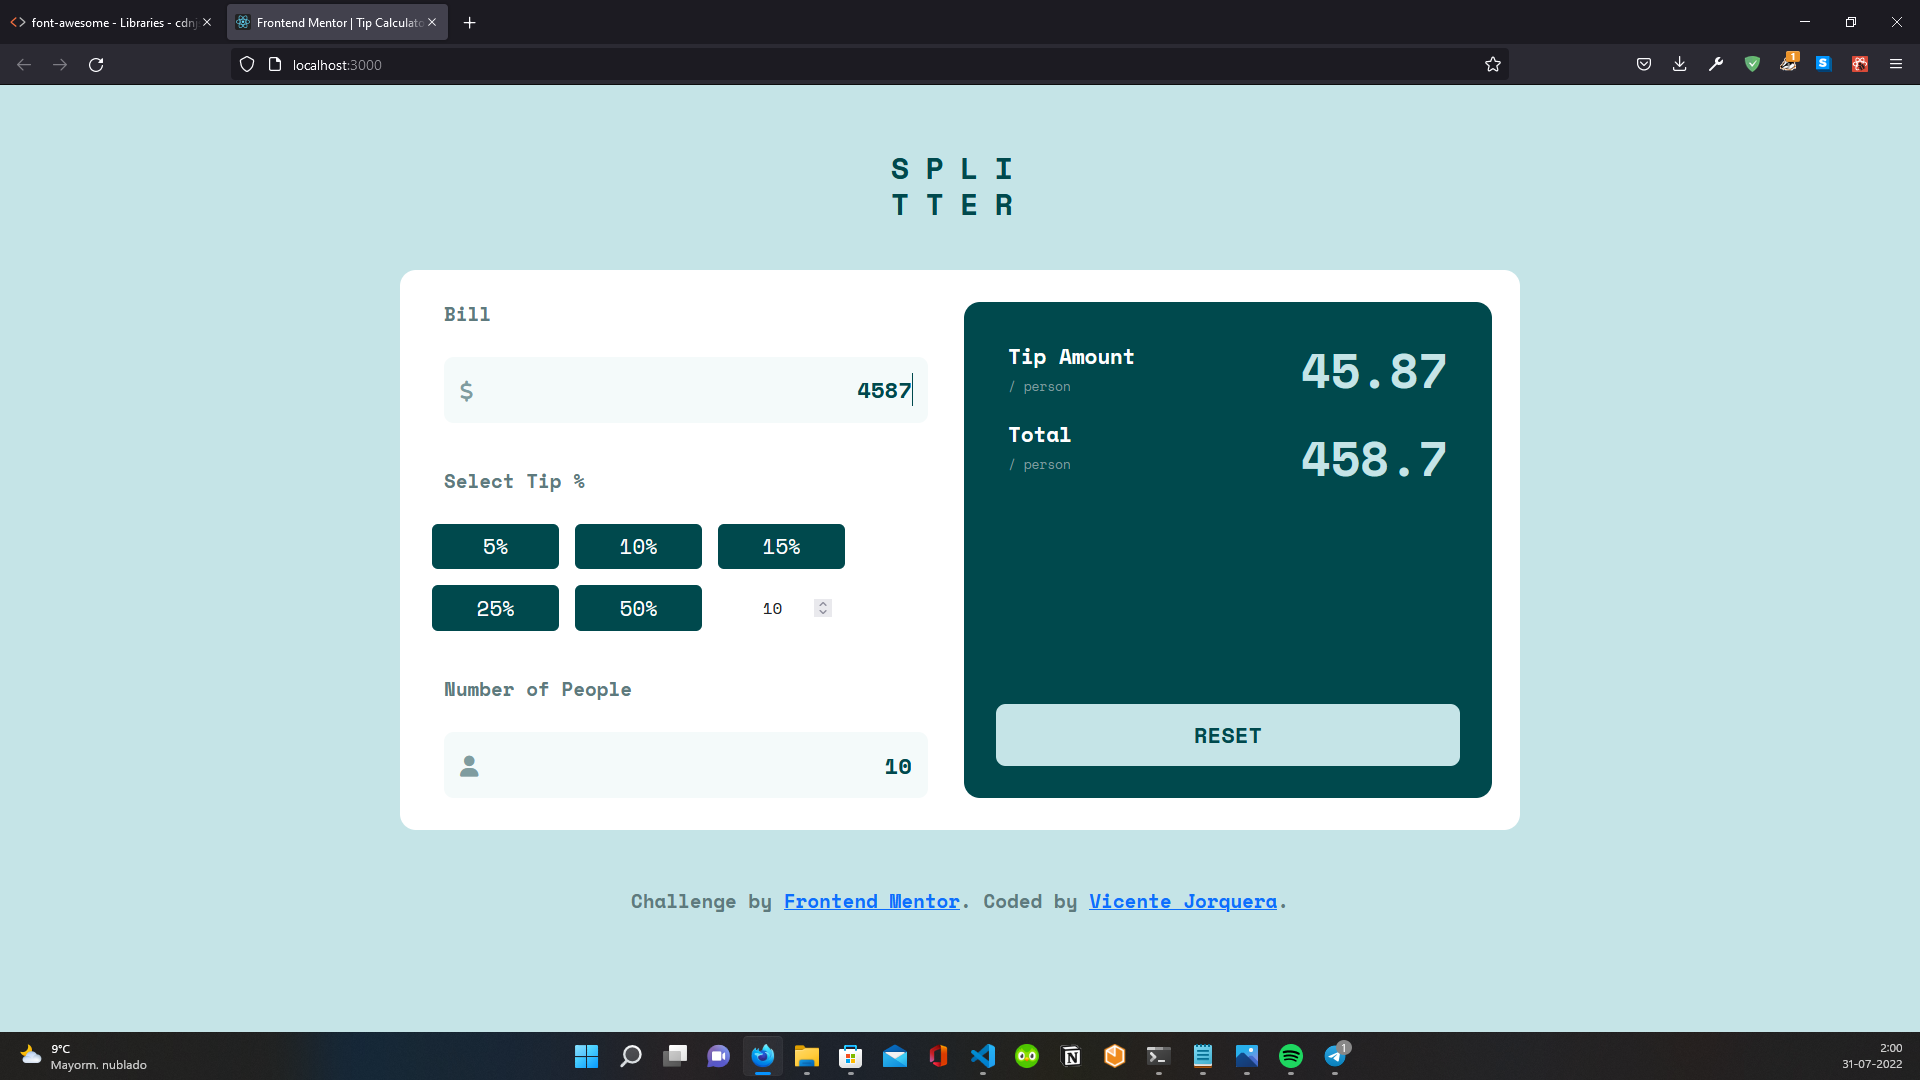 font-awesome - Libraries - cdnj
Frontend Mentor | Tip Calculato
localhost:3000
1
S
S P L I
T T E R
Bill
$
4587
Select Tip %
5%
10%
15%
25%
50%
10
Number of People
10
Tip Amount
/ person
45.87
Total
/ person
458.7
RESET
Challenge by Frontend Mentor. Coded by Vicente Jorquera.
9°C
Mayorm. nublado
1
2:00
31-07-2022